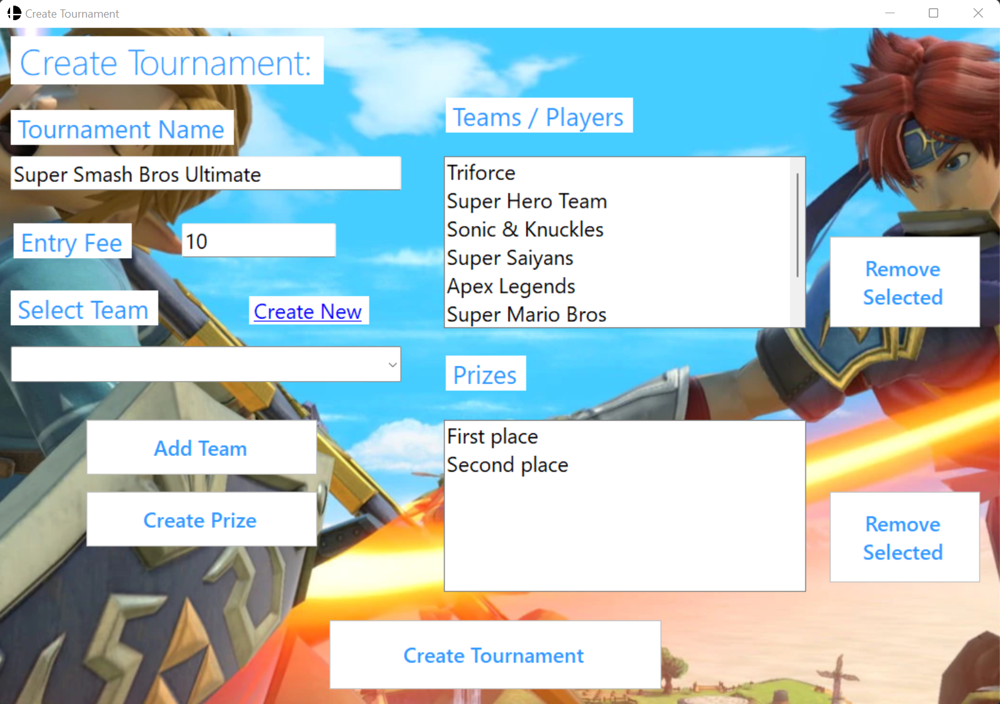 Create Tournament
Create Tournament:
Tournament Name
Super Smash Bros Ultimate
Entry Fee
10
Select Team
Create New
Add Team
Create Prize
Teams / Players
Triforce
Super Hero Team
Sonic & Knuckles
Super Saiyans
Apex Legends
Super Mario Bros
Remove
Selected
Prizes
First place
Second place
Remove
Selected
Create Tournament